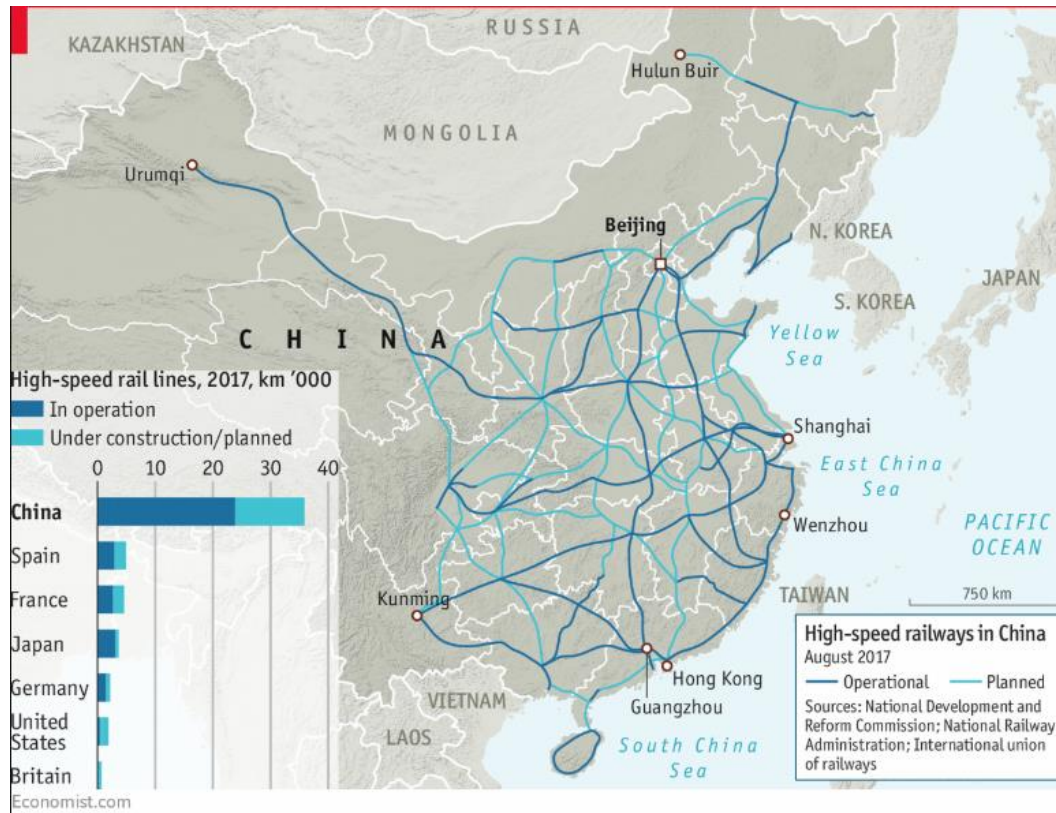 RUSSIA
KAZAKHSTAN
Hulun Buir
MONGOLIA
Urumqi
Beijing
N. KOREA
JAPAN
S. KOREA
CHINA
Yellow
Sea
High-speed rail lines, 2017, km ’000
In operation
Under construction/planned
0 10 20 30 40
China
Spain
France
Japan
Germany
United
States
Britain
Shanghai
East China
Sea
Wenzhou
PACIFIC
OCEAN
TAIWAN
750 km
Kunming
Hong Kong
Guangzhou
VIETNAM
LAOS
South China
Sea
High-speed railways in China
August 2017
Operational Planned
Sources: National Development and
Reform Commission; National Railway
Administration; International union
of railways
Economist.com